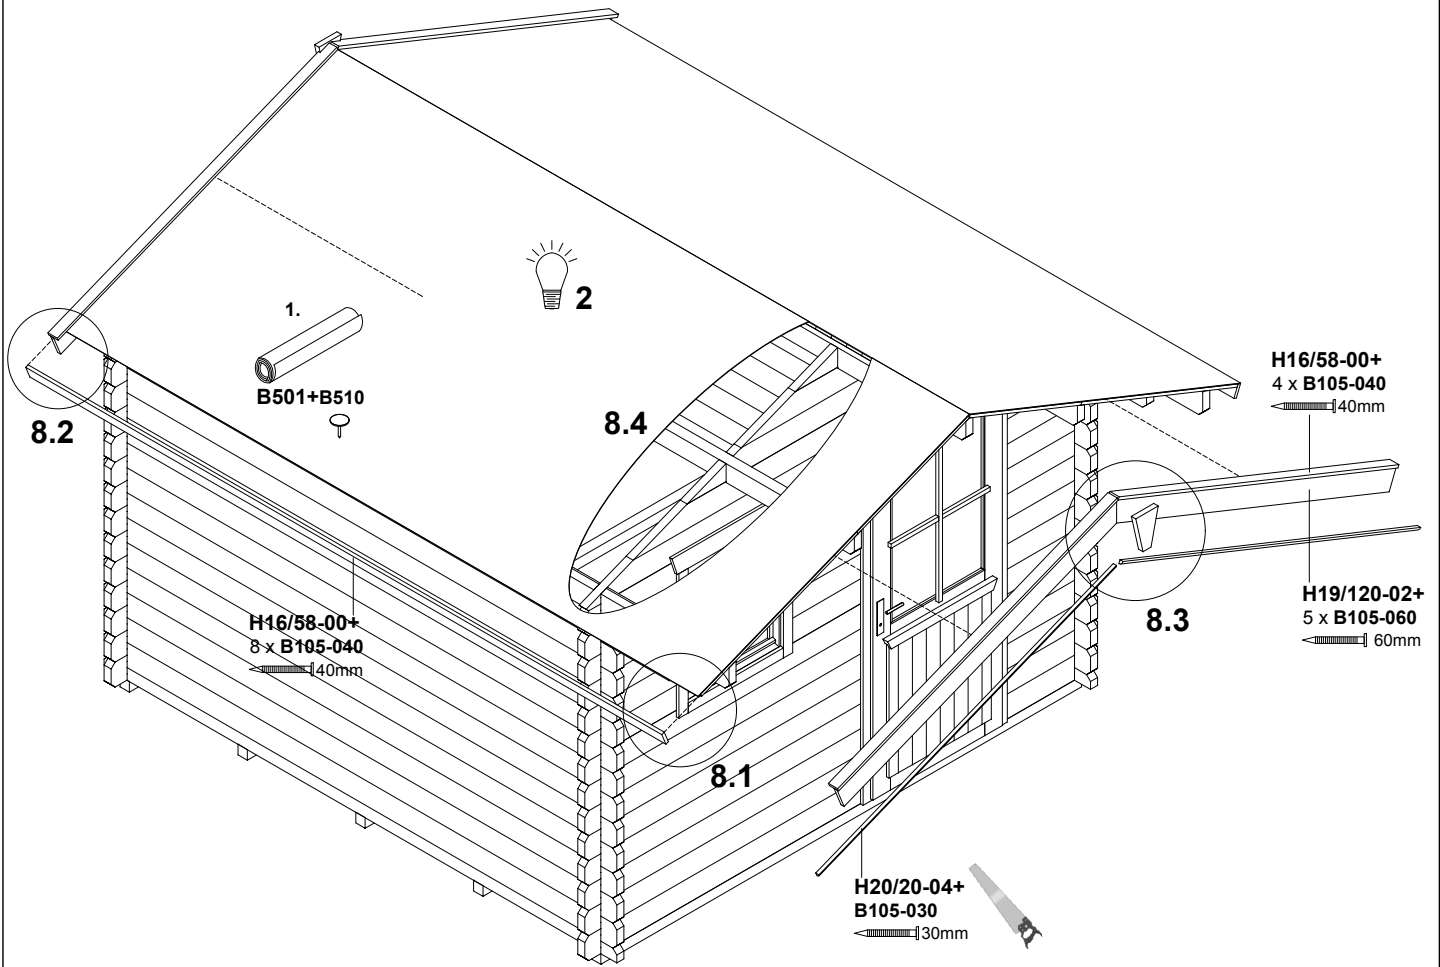 2
1.
B501+B510
8.4
8.2
H16/58-00+
4 x B105-040
40mm
H19/120-02+
5 x B105-060
60mm
8.3
H16/58-00+
8 x B105-040
40mm
8.1
H20/20-04+
B105-030
30mm